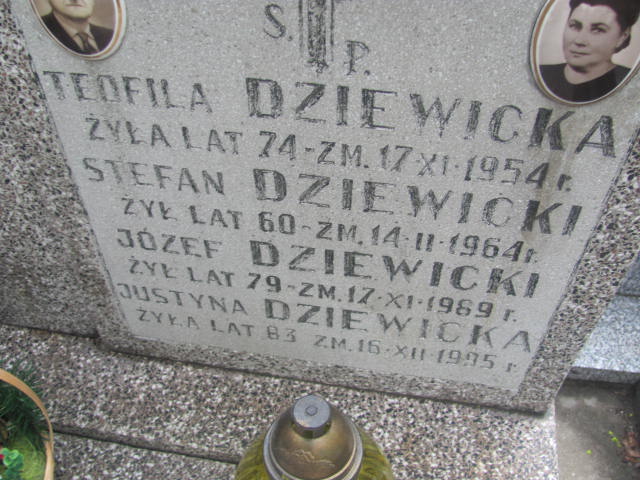 S. P.
TEOFILA DZIEWICKA
ŻYŁA LAT 74-ZM. 17·XI·1954 r.
STEFAN DZIEWICKI
ŻYŁ LAT 60-ZM. 14·II·1964 r.
JÓZEF DZIEWICKI
ŻYŁ LAT 79-ZM. 17·XI·1989 r.
JUSTYNA DZIEWICKA
ŻYŁA LAT 83 ZM. 16·XII·1995 r